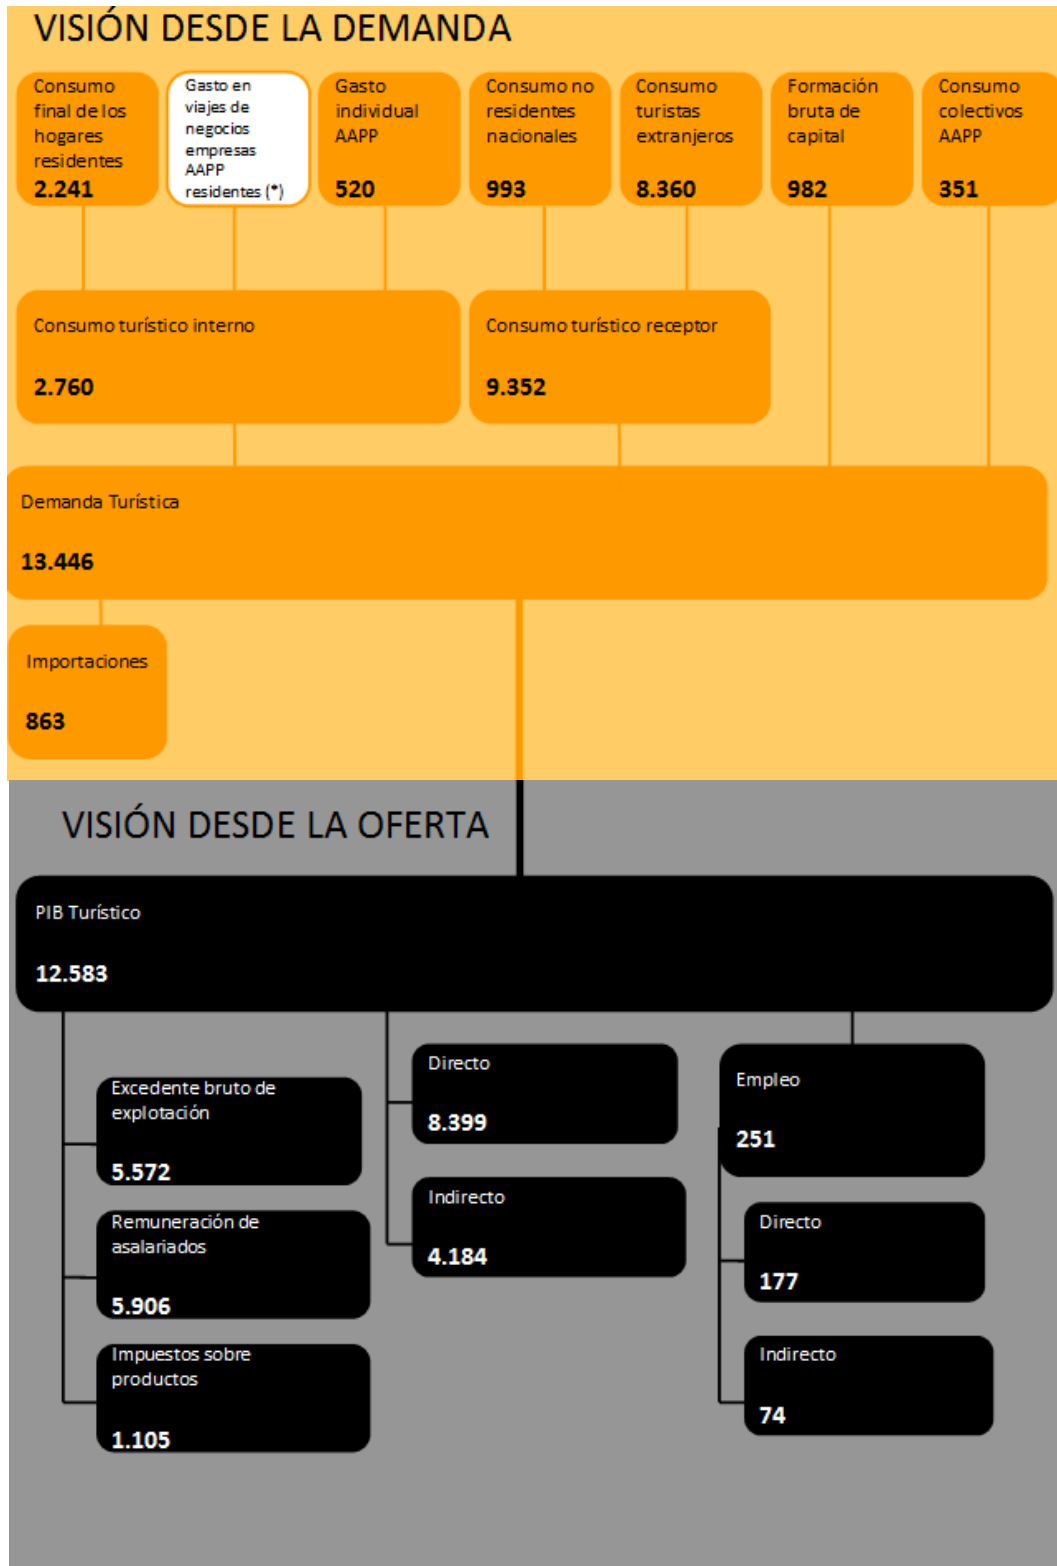 VISIÓN DESDE LA DEMANDA
Consumo
final de los
hogares
residentes
2.241
Gasto en
viajes de
negocios
empresas
AAPP
residentes (*)
Gasto
individual
AAPP
520
Consumo no
residentes
nacionales
993
Consumo
turistas
extranjeros
8.360
Formación
bruta de
capital
982
Consumo
colectivos
AAPP
351
Consumo turístico interno
2.760
Consumo turístico receptor
9.352
Demanda Turística
13.446
Importaciones
863
VISIÓN DESDE LA OFERTA
PIB Turístico
12.583
Excedente bruto de
explotación
5.572
Remuneración de
asalariados
5.906
Impuestos sobre
productos
1.105
Directo
8.399
Indirecto
4.184
Empleo
251
Directo
177
Indirecto
74